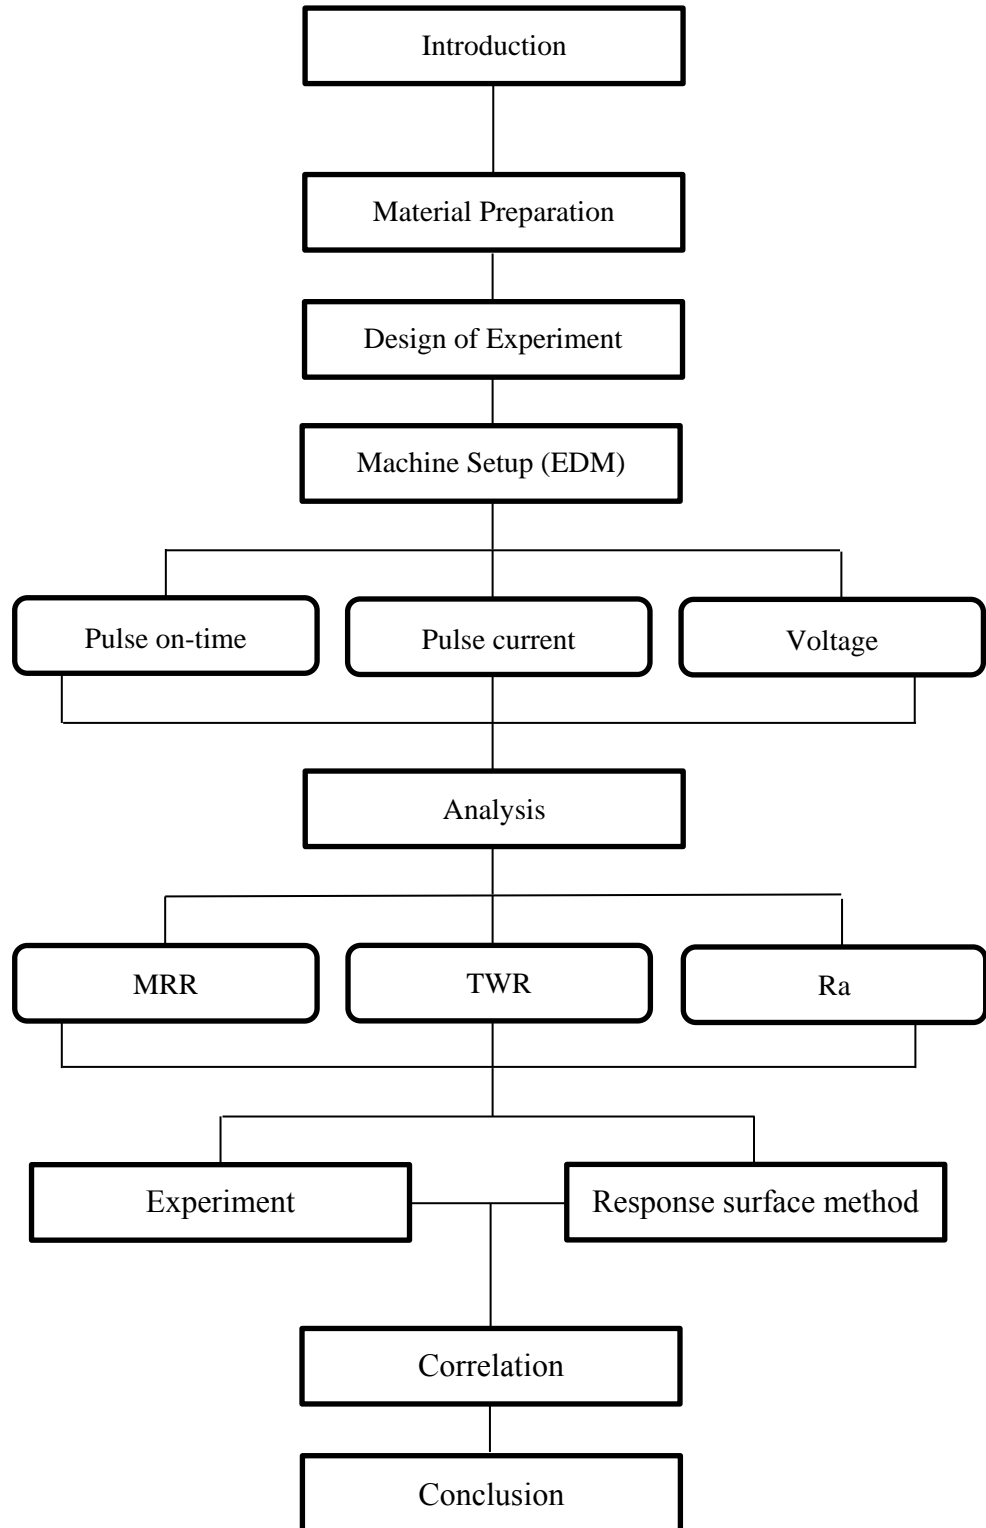 Introduction
Material Preparation
Design of Experiment
Machine Setup (EDM)
Pulse on-time
Pulse current
Voltage
Analysis
MRR
TWR
Ra
Experiment
Response surface method
Correlation
Conclusion